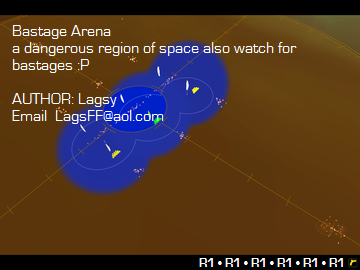 Bastage Arena
a dangerous region of space also watch for
bastages :P
AUTHOR: Lagsy
Email  LagsFF@aol.com
R1 • R1 • R1 • R1 • R1 • R1 r